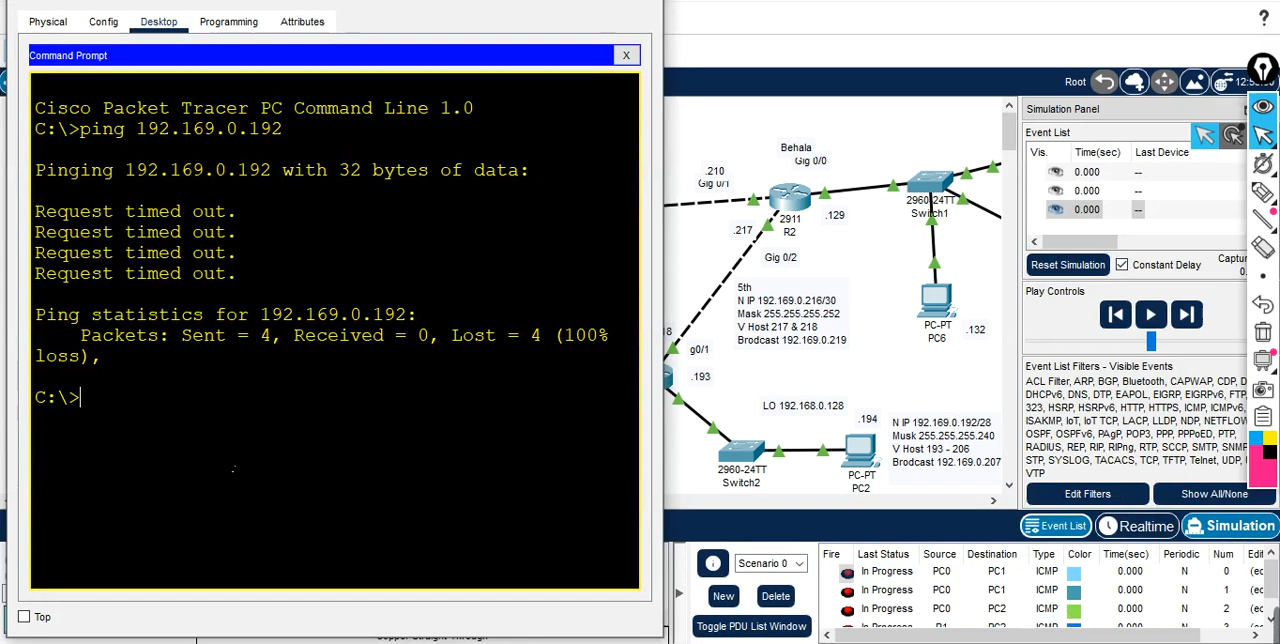 Physical
Config
Desktop
Programming
Attributes
?
Command Prompt
X
Cisco Packet Tracer PC Command Line 1.0
C:\>ping 192.169.0.192
Pinging 192.169.0.192 with 32 bytes of data:
Request timed out.
Request timed out.
Request timed out.
Request timed out.
Ping statistics for 192.169.0.192:
Packets: Sent = 4, Received = 0, Lost = 4 (100%
loss),
C:\>
Top
Root
Behala
Gig 0/0
.210
Gig 0/1
2960-24TT
Switch1
2911
R2
.129
.217
Gig 0/2
5th
N IP 192.169.0.216/30
Mask 255.255.255.252
V Host 217 & 218
Brodcast 192.169.0.219
PC-PT
PC6
.132
g0/1
.193
LO 192.168.0.128
.194
N IP 192.169.0.192/28
Musk 255.255.255.240
V Host 193 - 206
Brodcast 192.169.0.207
2960-24TT
Switch2
PC-PT
PC2
Simulation Panel
Event List
Vis. Time(sec) Last Device
0.000 --
0.000 --
0.000 --
Reset Simulation
Constant Delay
Captu
Play Controls
Event List Filters - Visible Events
ACL Filter, ARP, BGP, Bluetooth, CAPWAP, CDP, D
DHCPv6, DNS, DTP, EAPOL, EIGRP, EIGRPv6, FTP
323, HSRP, HSRPv6, HTTP, HTTPS, ICMP, ICMPv6,
ISAKMP, IoT, IoT TCP, LACP, LLDP, NDP, NETFLOW
OSPF, OSPFv6, PAgP, POP3, PPP, PPPoED, PTP,
RADIUS, REP, RIP, RIPng, RTP, SCCP, SMTP, SNM
STP, SYSLOG, TACACS, TCP, TFTP, Telnet, UDP,
VTP
Edit Filters
Show All/None
Event List
Realtime
Simulation
Scenario 0
New
Delete
Toggle PDU List Window
Fire Last Status Source Destination Type Color Time(sec) Periodic Num Edi
In Progress PC0 PC1 ICMP 0.000 N 0 (ec
In Progress PC0 PC1 ICMP 0.000 N 1 (ec
In Progress PC0 PC2 ICMP 0.000 N 2 (ec